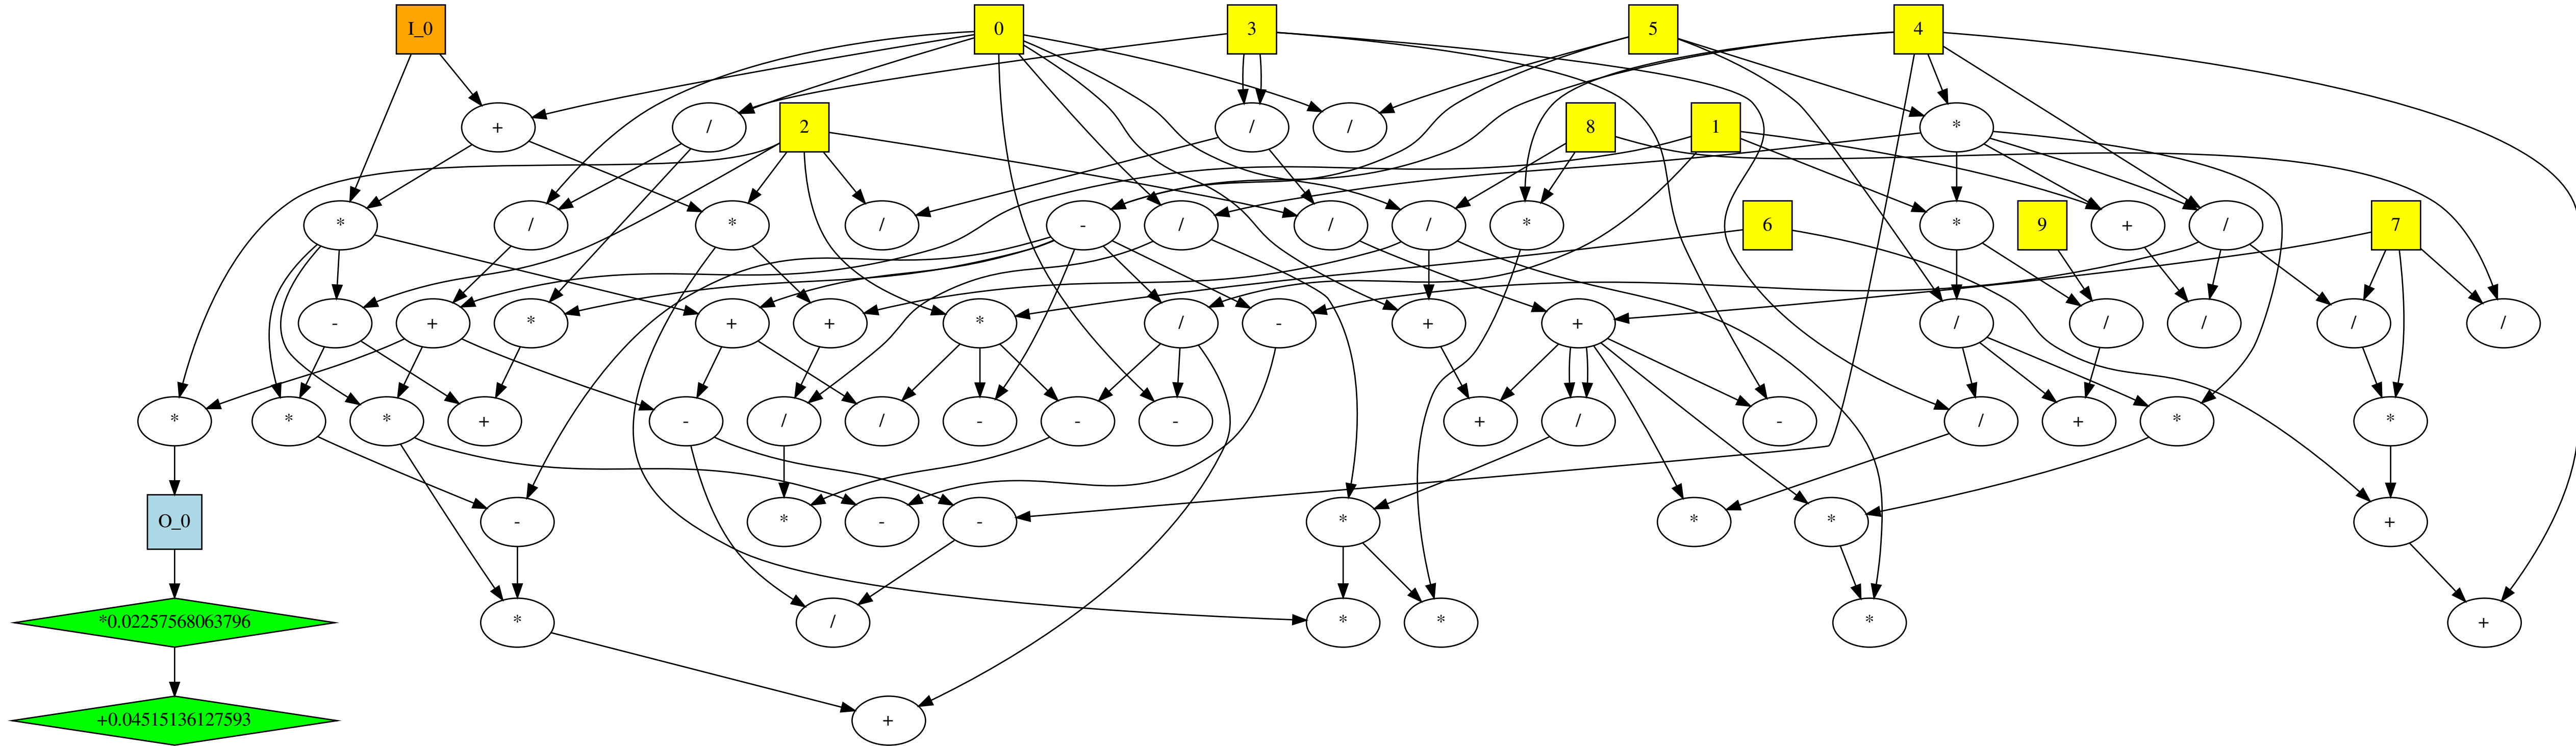 I_0 0 3 5 4
+ / 2 / / 8 1 *
* / * / - / / / * 6 * 9 + / 7
- + * + + * / - + + / / / / /
* * * + - / / - - - + / * - / + * *
O_0 - * - - * * * +
*0.02257568063796 * / * * * +
+0.04515136127593 +